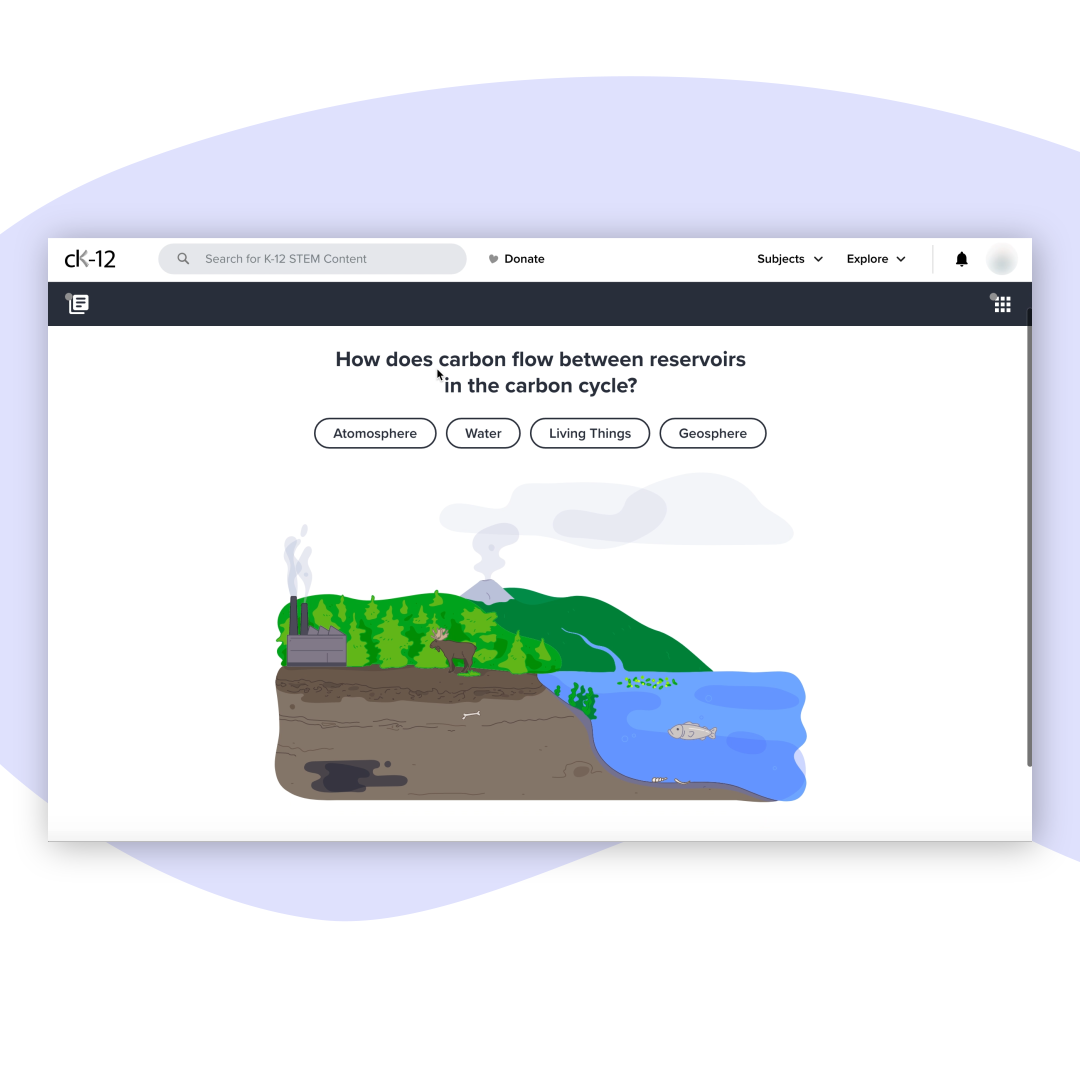 ck-12
Search for K-12 STEM Content
Donate
Subjects
Explore
How does carbon flow between reservoirs
in the carbon cycle?
Atomosphere
Water
Living Things
Geosphere